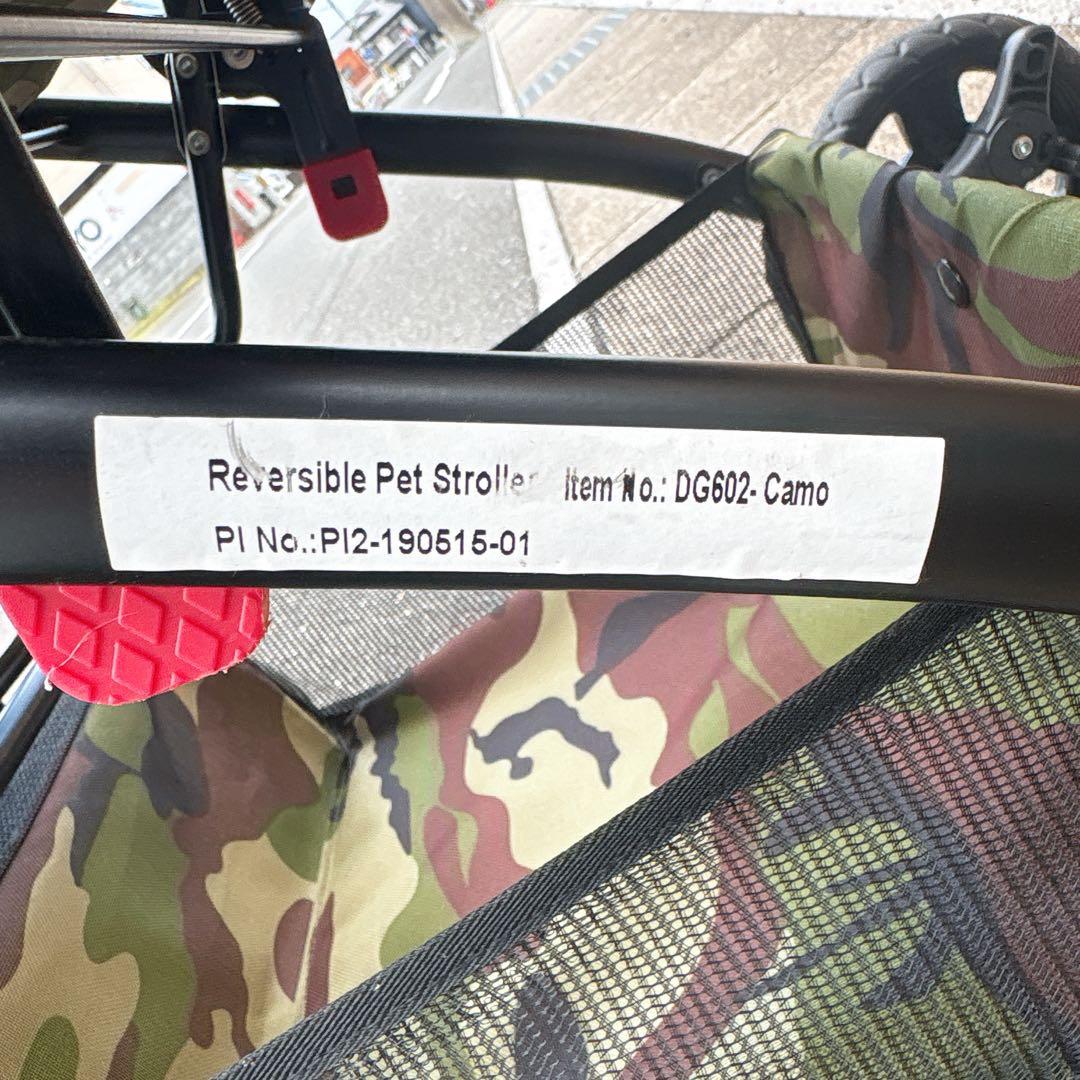 Reversible Pet Stroller Item No.: DG602- Camo
PI No.:PI2-190515-01